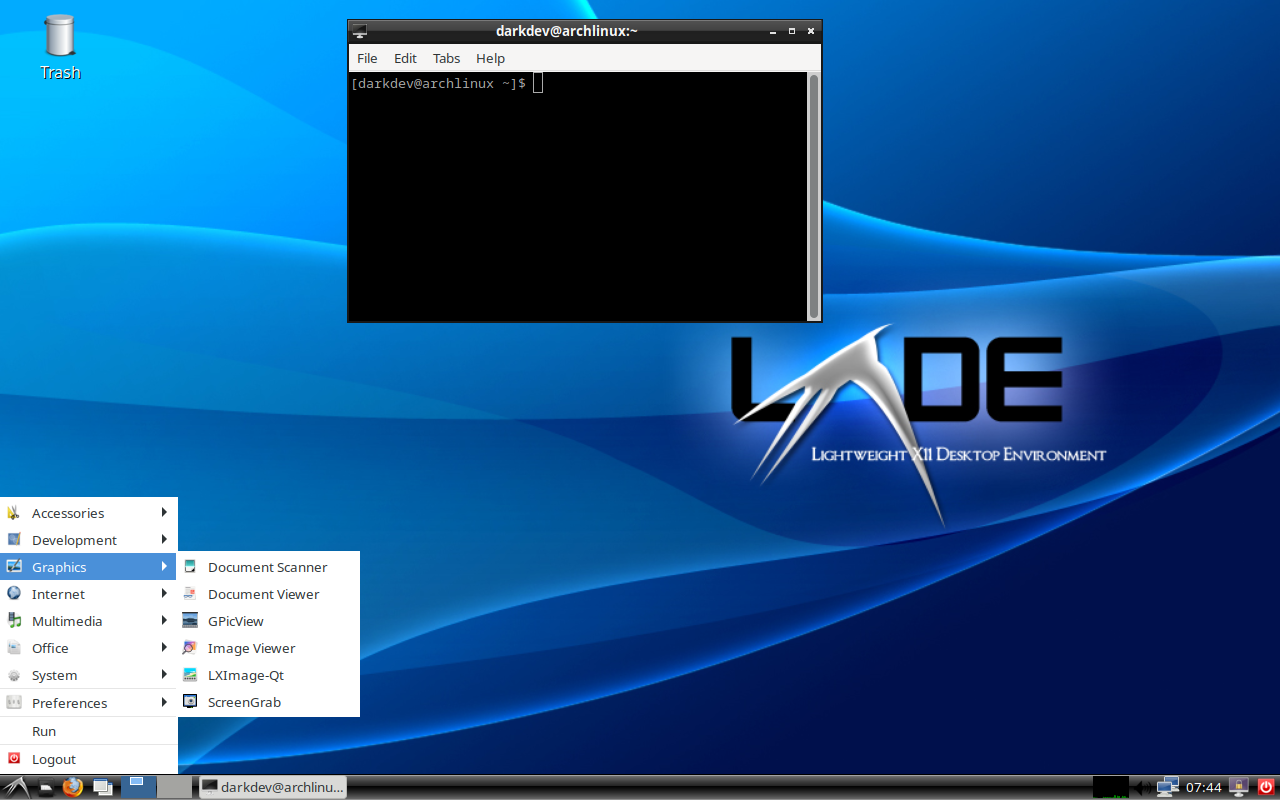 Trash
darkdev@archlinux:~
File Edit Tabs Help
[darkdev@archlinux ~]$
LXDE
Lightweight X11 Desktop Environment
Accessories
Development
Graphics
Internet
Multimedia
Office
System
Preferences
Run
Logout
Document Scanner
Document Viewer
GPicView
Image Viewer
LXImage-Qt
ScreenGrab
darkdev@archlinu...
07:44